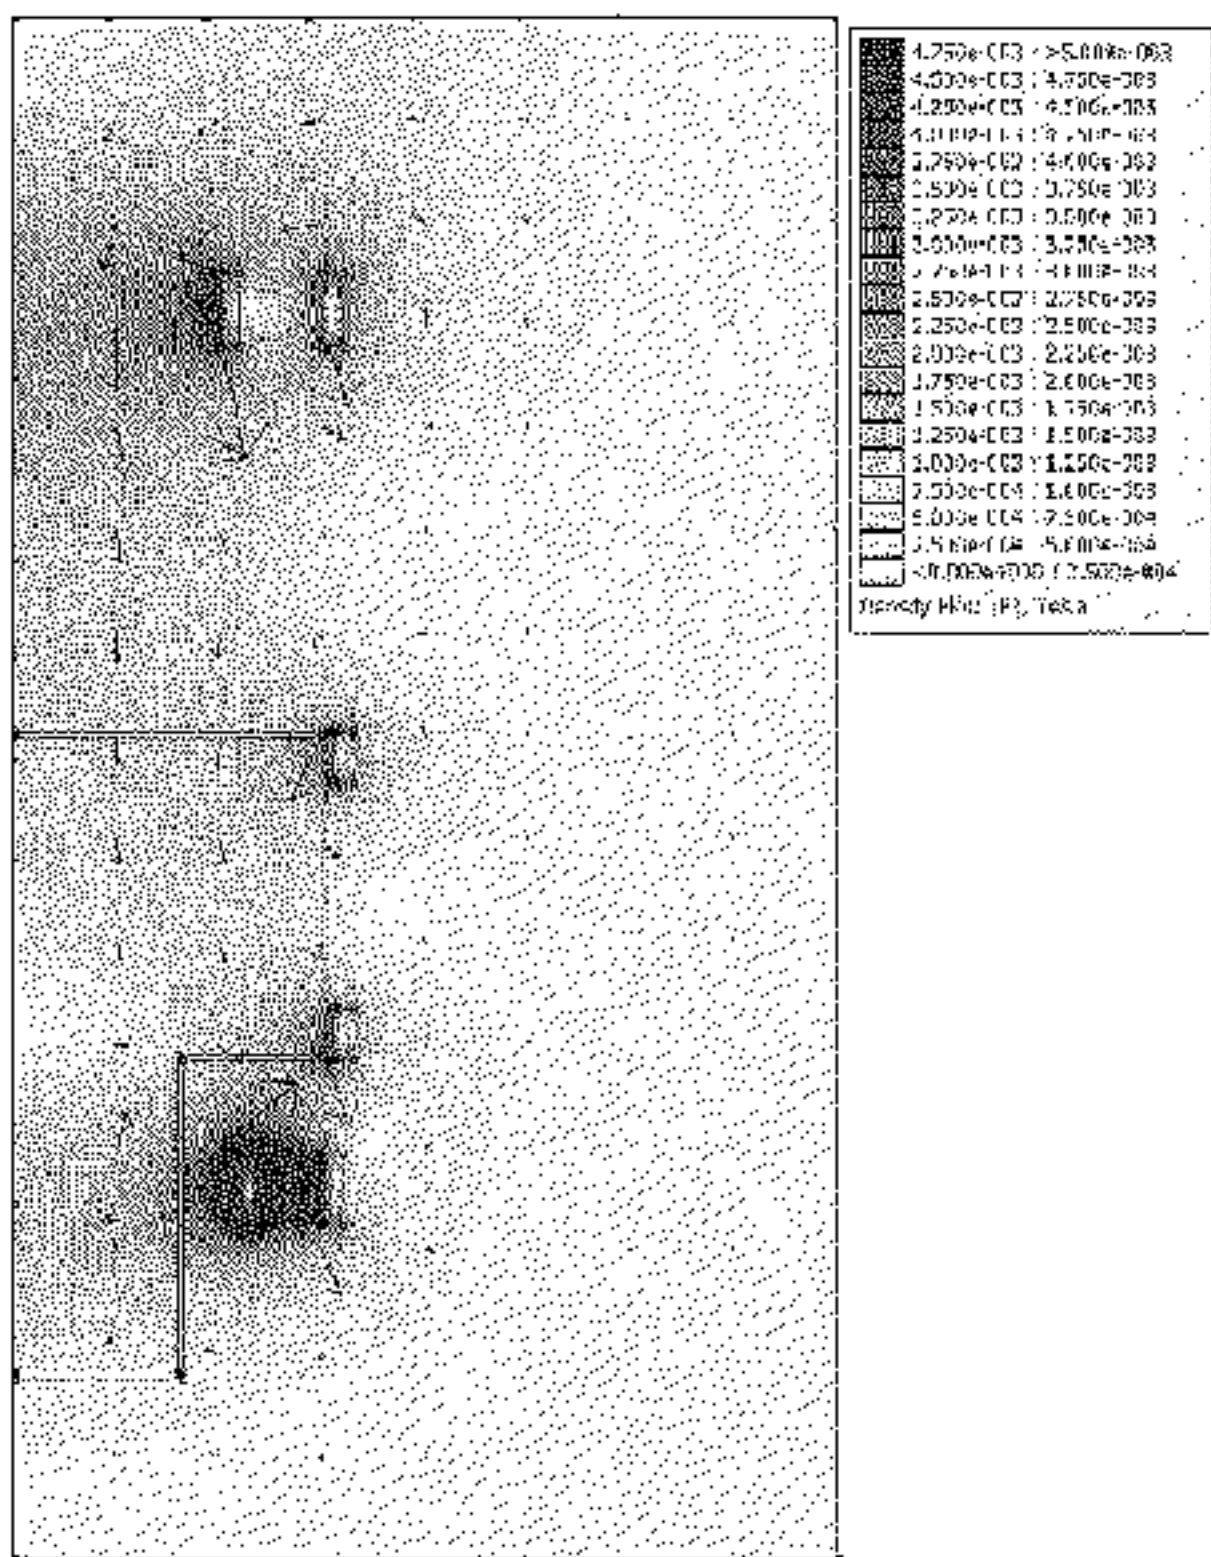 4.750e-003 : >5.000e-003
4.500e-003 : 4.750e-003
4.250e-003 : 4.500e-003
4.000e-003 : 4.250e-003
3.750e-003 : 4.000e-003
3.500e-003 : 3.750e-003
3.250e-003 : 3.500e-003
3.000e-003 : 3.250e-003
2.750e-003 : 3.000e-003
2.500e-003 : 2.750e-003
2.250e-003 : 2.500e-003
2.000e-003 : 2.250e-003
1.750e-003 : 2.000e-003
1.500e-003 : 1.750e-003
1.250e-003 : 1.500e-003
1.000e-003 : 1.250e-003
7.500e-004 : 1.000e-003
5.000e-004 : 7.500e-004
2.500e-004 : 5.000e-004
<0.000e+000 : 2.500e-004
Density Plot: |B|, Tesla